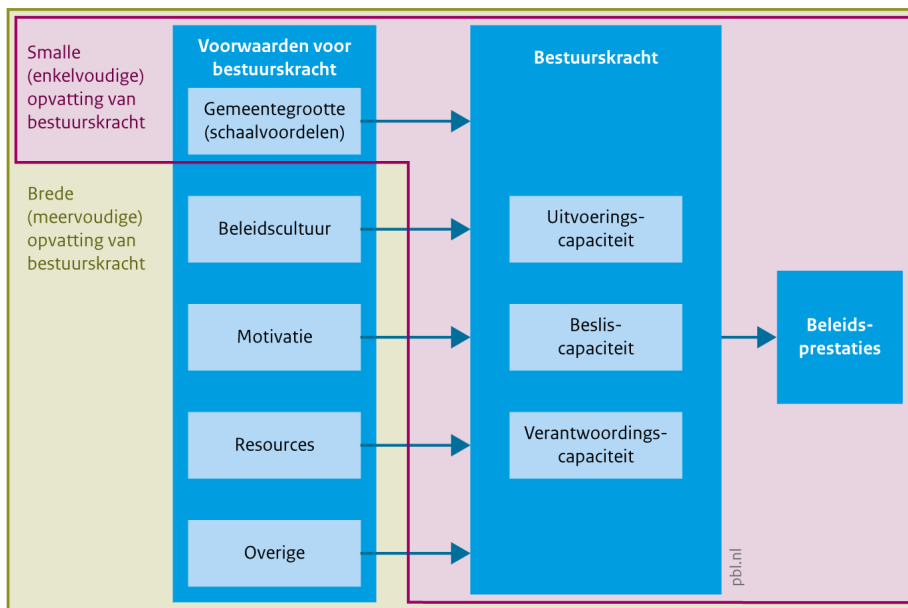 Smalle
(enkelvoudige)
opvatting van
bestuurskracht
Brede
(meervoudige)
opvatting van
bestuurskracht
Voorwaarden voor
bestuurskracht
Gemeentegrootte
(schaalvoordelen)
Beleidscultuur
Motivatie
Resources
Overige
Bestuurskracht
Uitvoerings-
capaciteit
Beslis-
capaciteit
Verantwoordings-
capaciteit
Beleids-
prestaties
pbl.nl